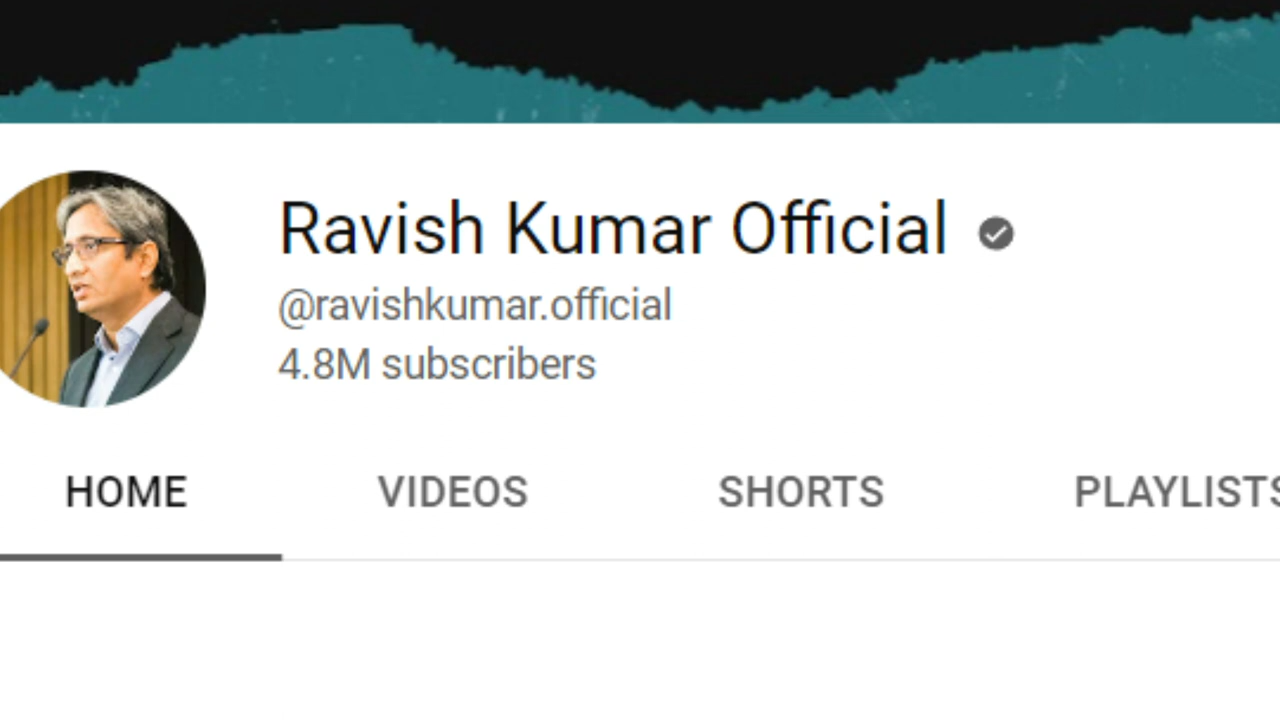 Ravish Kumar Official
@ravishkumar.official
4.8M subscribers
HOME VIDEOS SHORTS PLAYLISTS